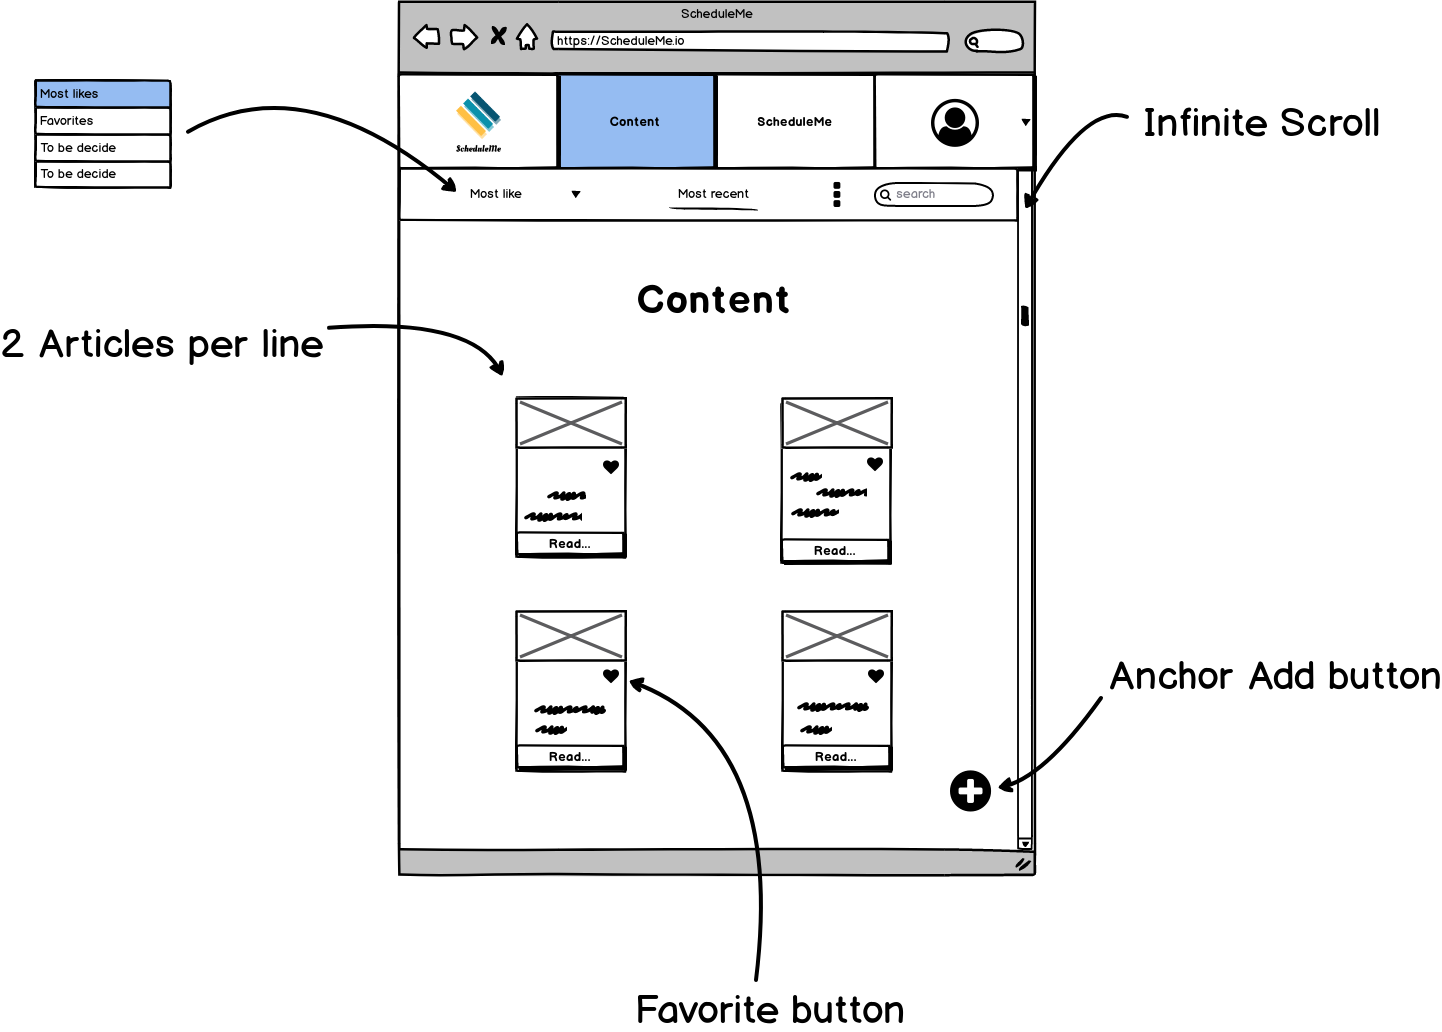 ScheduleMe
https://ScheduleMe.io
Most likes
Favorites
To be decide
To be decide
ScheduleMe
Content
ScheduleMe
Infinite Scroll
Most like
Most recent
search
Content
2 Articles per line
Read...
Read...
Anchor Add button
Read...
Read...
Favorite button